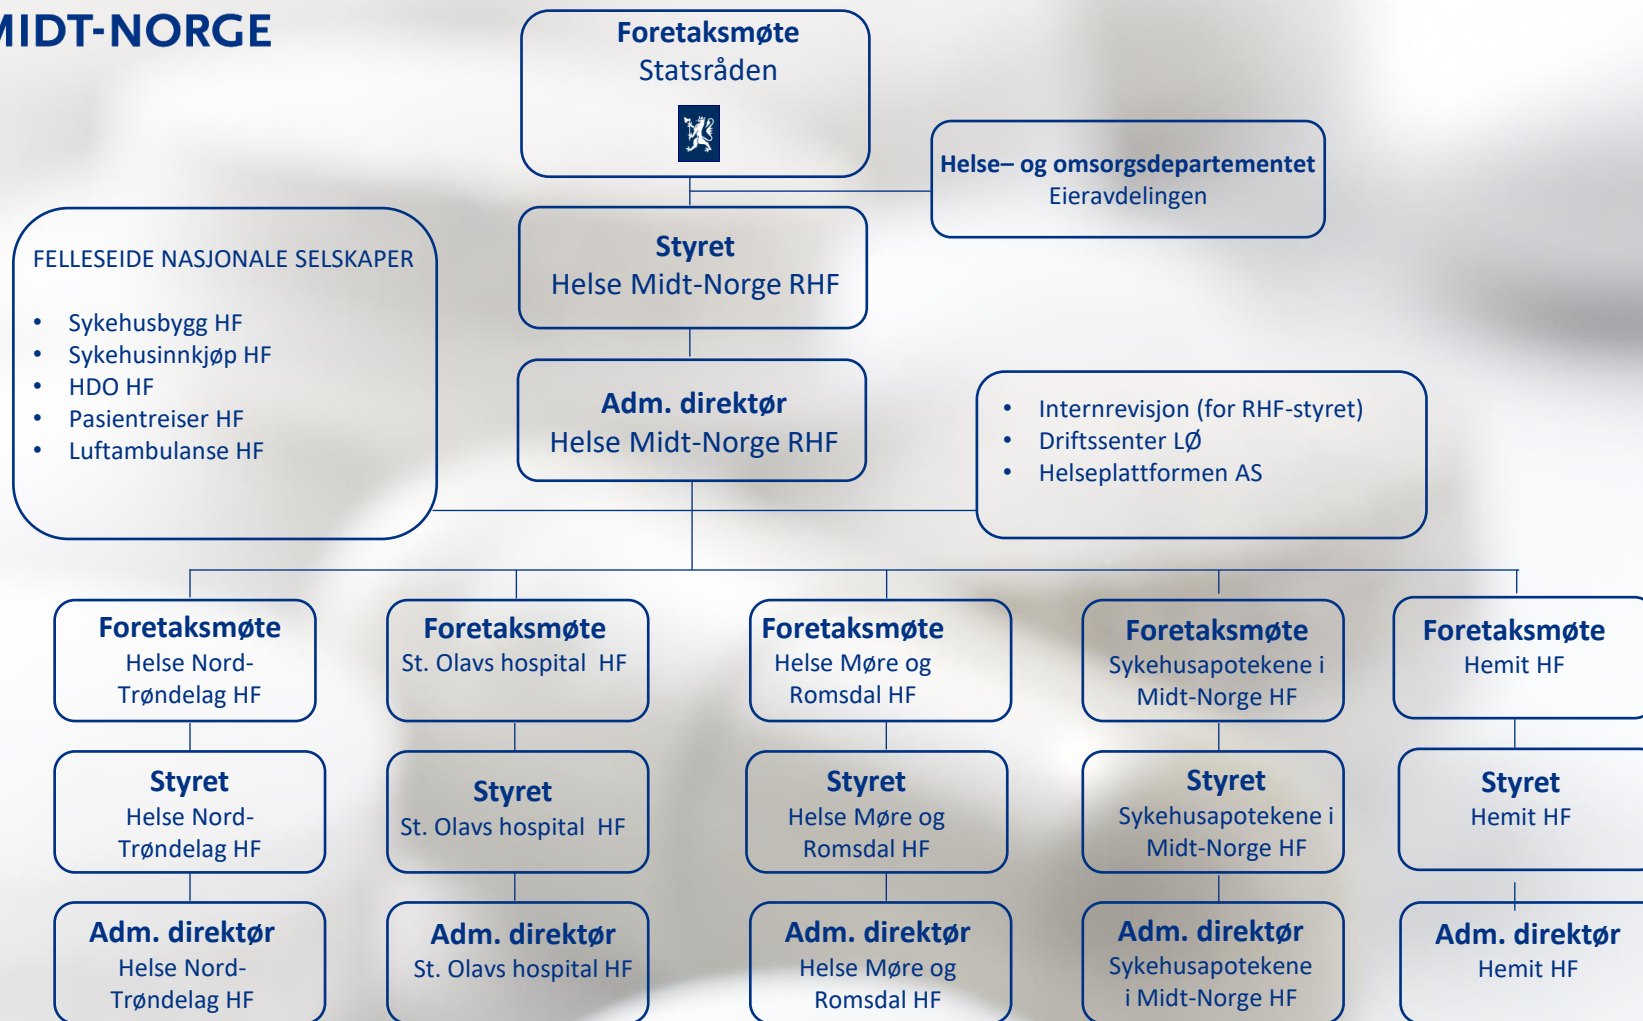 MIDT-NORGE
Foretaksmøte
Statsråden
Helse– og omsorgsdepartementet
Eieravdelingen
Styret
Helse Midt-Norge RHF
FELLESEIDE NASJONALE SELSKAPER
• Sykehusbygg HF
• Sykehusinnkjøp HF
• HDO HF
• Pasientreiser HF
• Luftambulanse HF
Adm. direktør
Helse Midt-Norge RHF
• Internrevisjon (for RHF-styret)
• Driftssenter LØ
• Helseplattformen AS
Foretaksmøte
Helse Nord-
Trøndelag HF
Foretaksmøte
St. Olavs hospital HF
Foretaksmøte
Helse Møre og
Romsdal HF
Foretaksmøte
Sykehusapotekene i
Midt-Norge HF
Foretaksmøte
Hemit HF
Styret
Helse Nord-
Trøndelag HF
Styret
St. Olavs hospital HF
Styret
Helse Møre og
Romsdal HF
Styret
Sykehusapotekene i
Midt-Norge HF
Styret
Hemit HF
Adm. direktør
Helse Nord-
Trøndelag HF
Adm. direktør
St. Olavs hospital HF
Adm. direktør
Helse Møre og
Romsdal HF
Adm. direktør
Sykehusapotekene
i Midt-Norge HF
Adm. direktør
Hemit HF